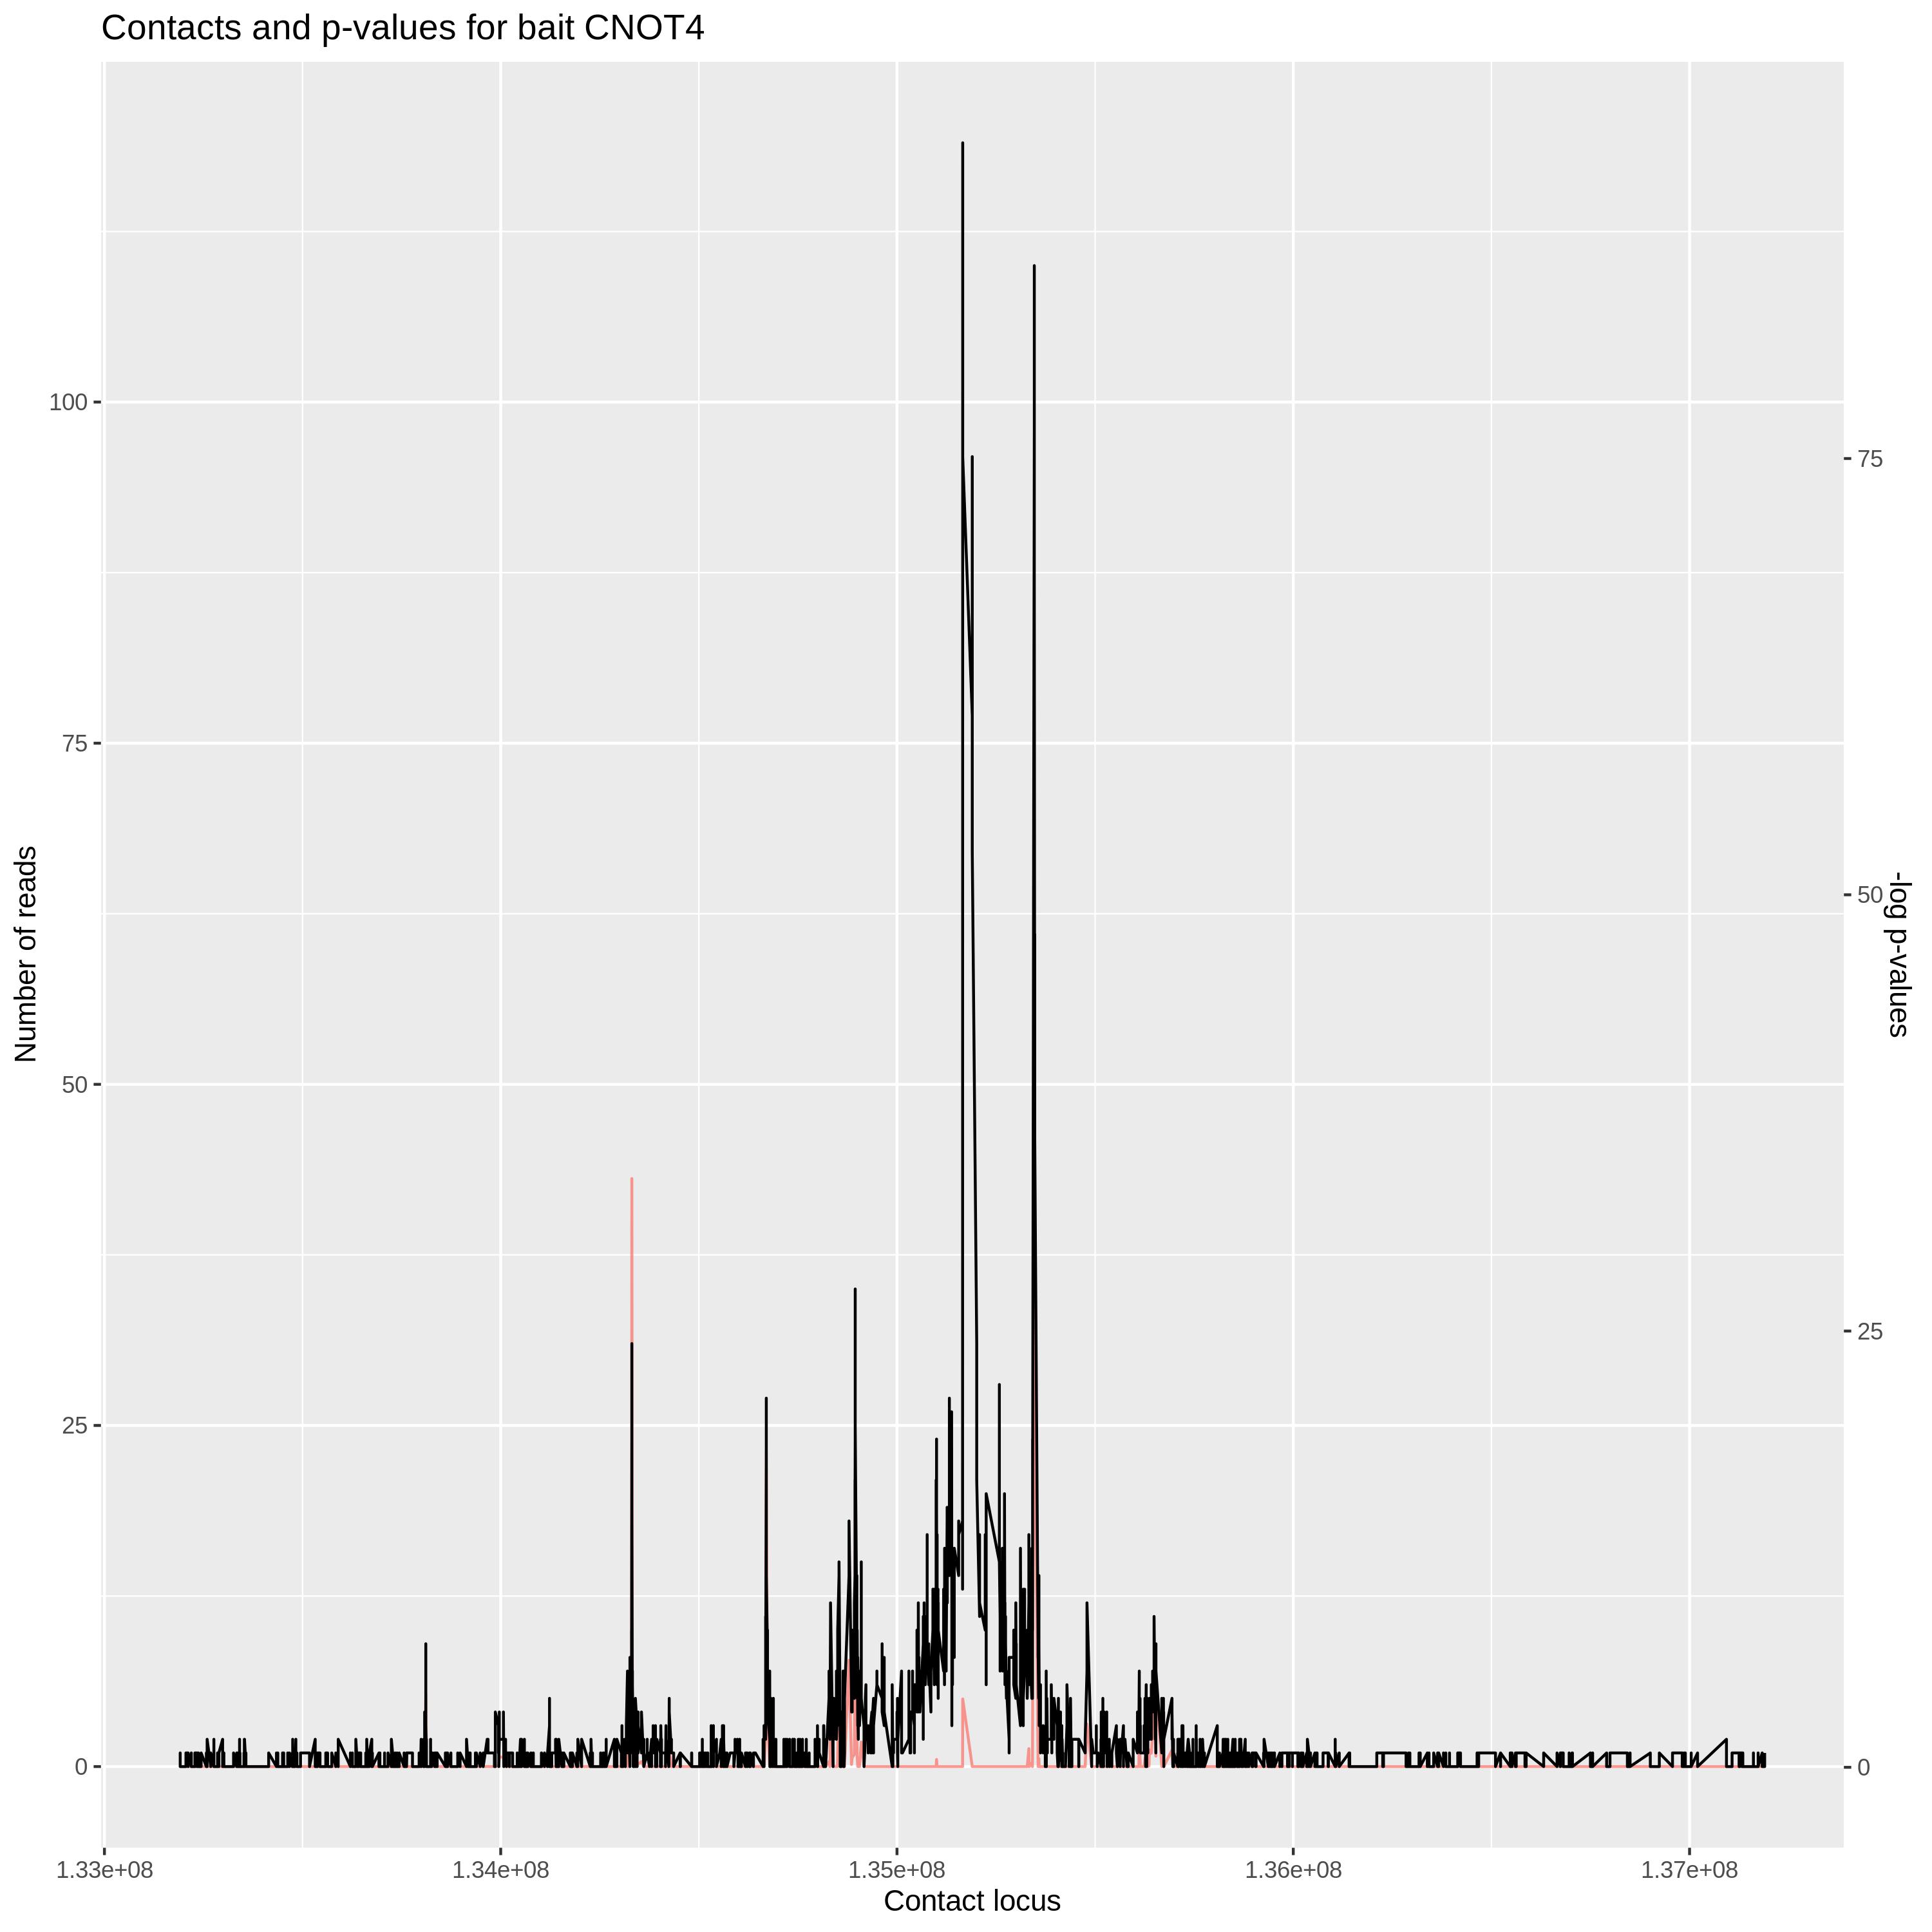 Contacts and p-values for bait CNOT4
Number of reads
100
75
50
25
0
75
50
25
0
-log p-values
1.33e+08 1.34e+08 1.35e+08 1.36e+08 1.37e+08
Contact locus